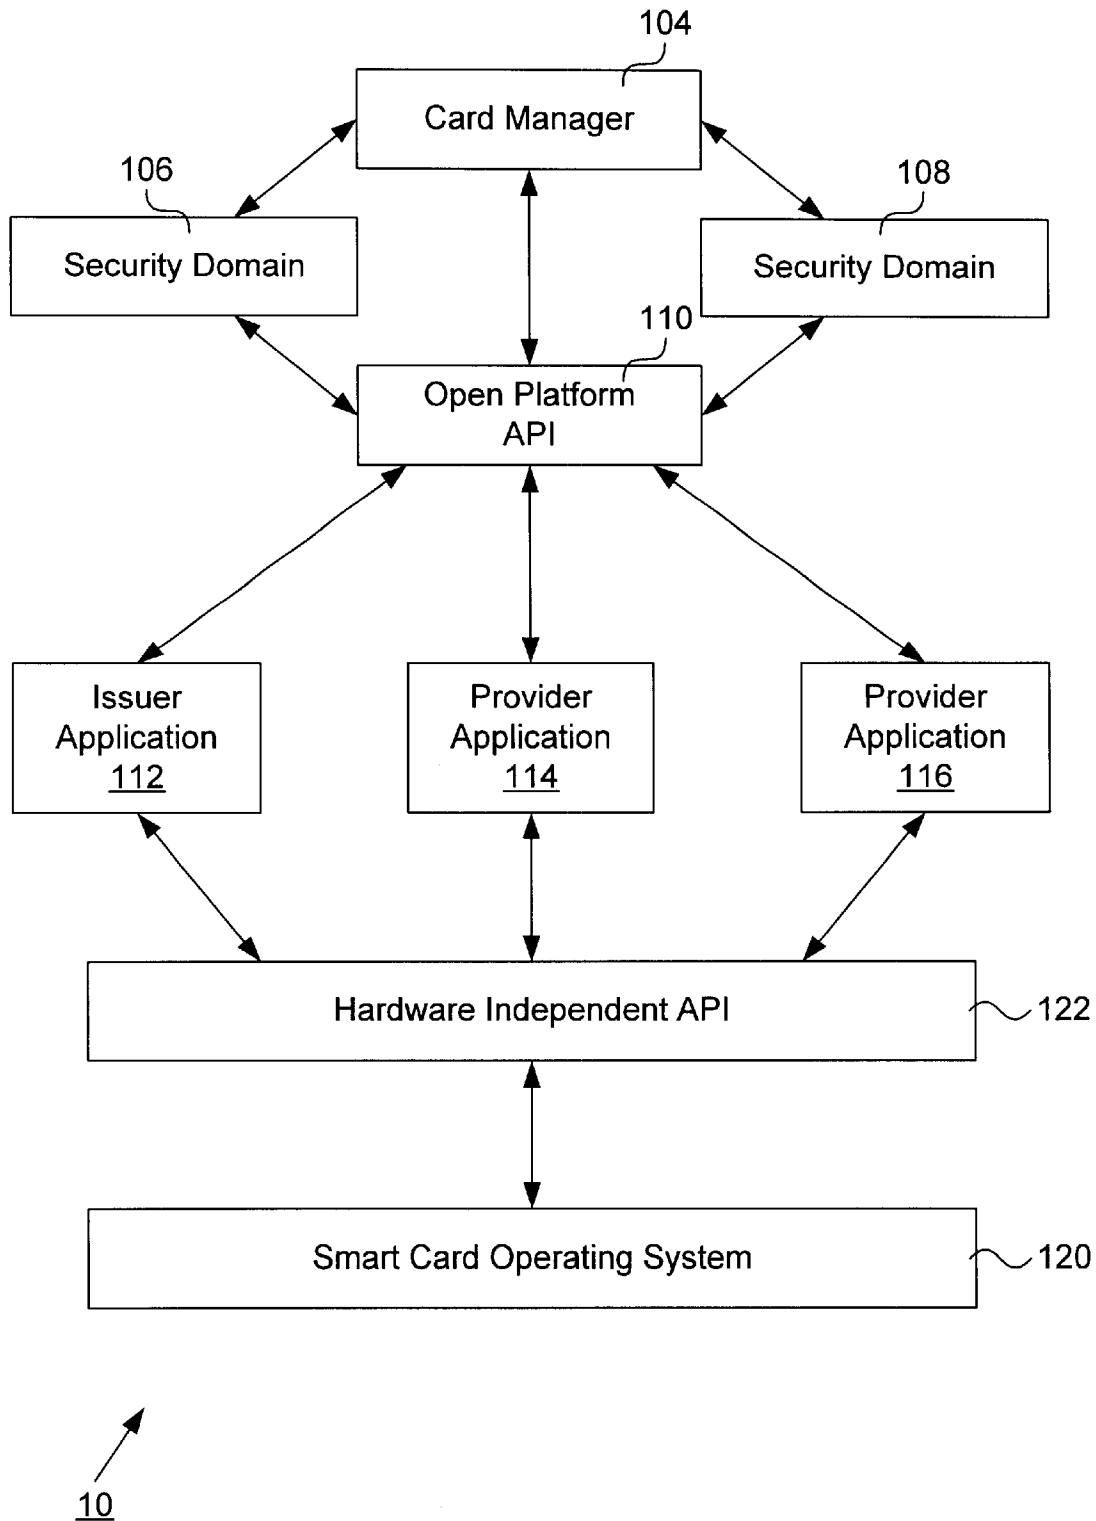 104
Card Manager
106
108
Security Domain
Security Domain
110
Open Platform
API
Issuer
Application
112
Provider
Application
114
Provider
Application
116
Hardware Independent API
122
Smart Card Operating System
120
10